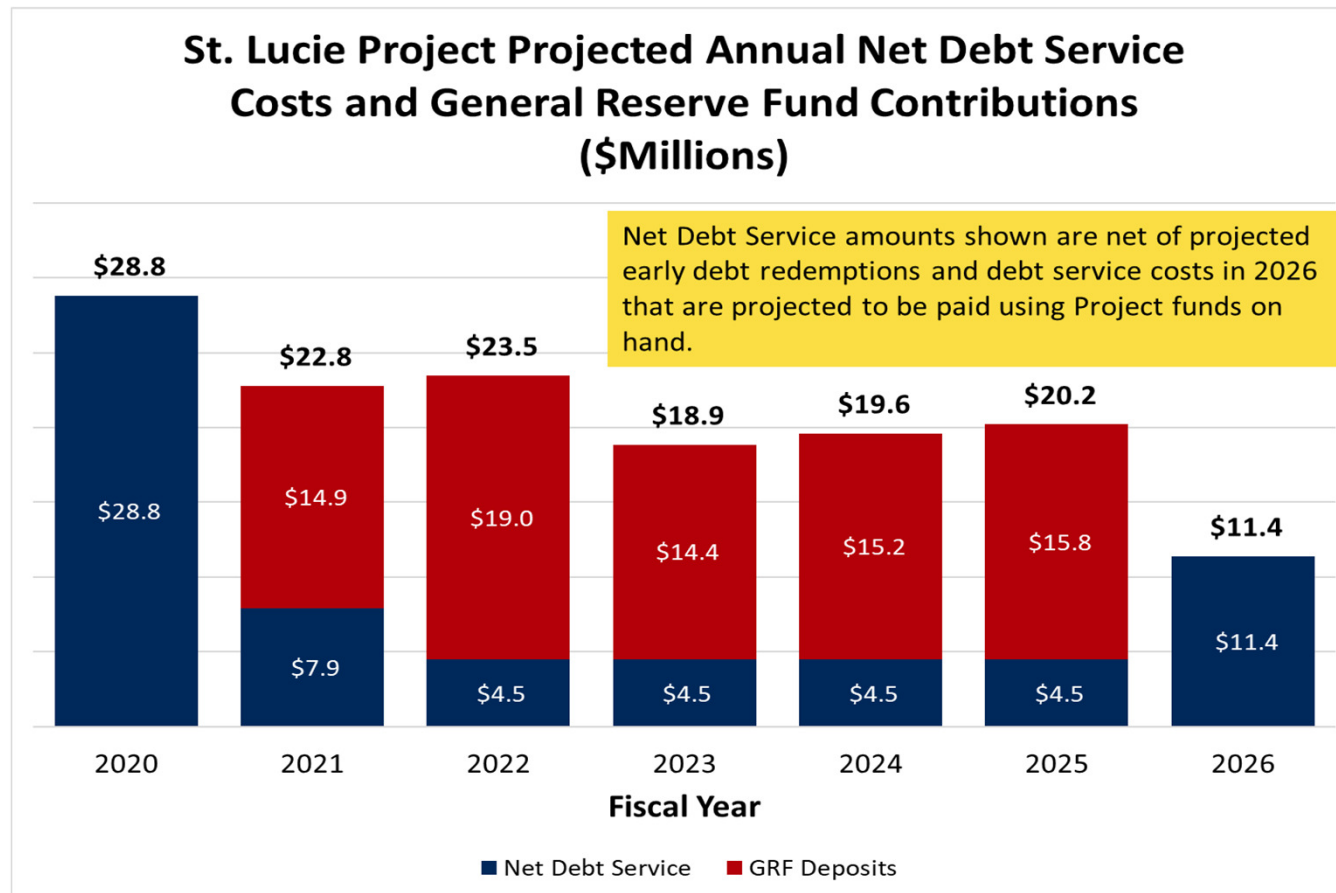 St. Lucie Project Projected Annual Net Debt Service
Costs and General Reserve Fund Contributions
($Millions)
Net Debt Service amounts shown are net of projected
early debt redemptions and debt service costs in 2026
that are projected to be paid using Project funds on
hand.
$28.8
$22.8
$23.5
$18.9
$19.6
$20.2
$11.4
$28.8
$14.9
$19.0
$14.4
$15.2
$15.8
$11.4
$7.9
$4.5
$4.5
$4.5
$4.5
2020 2021 2022 2023 2024 2025 2026
Fiscal Year
Net Debt Service GRF Deposits